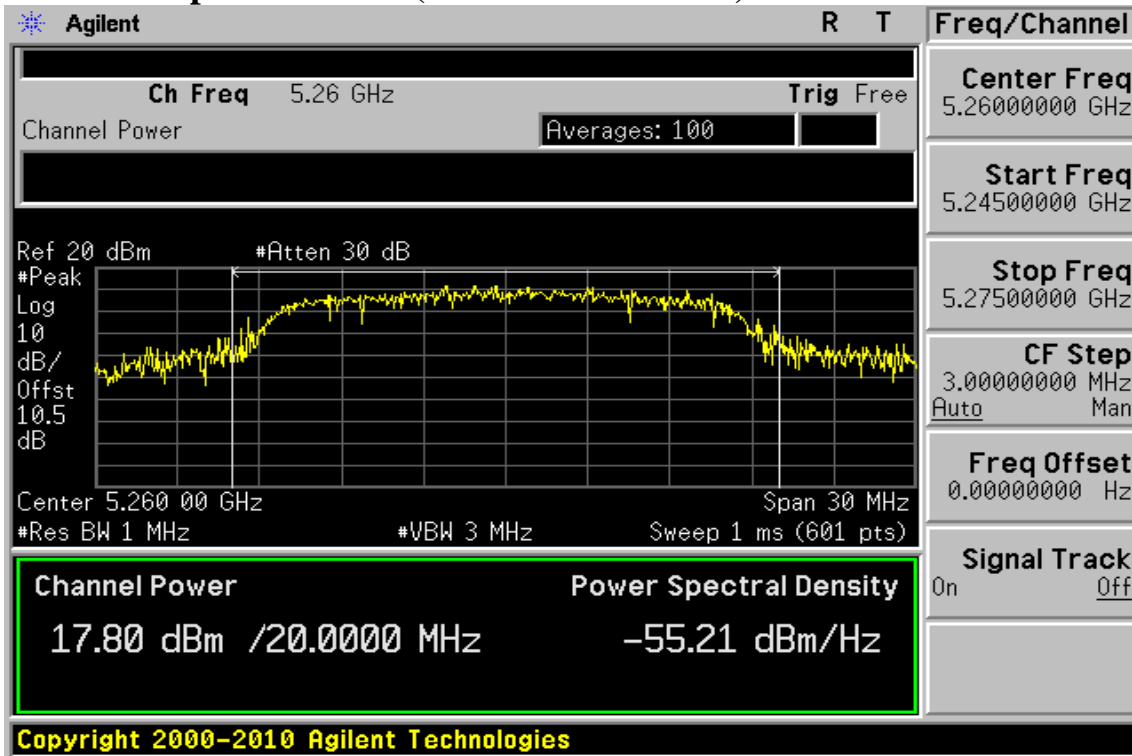 Agilent R T
Freq/Channel
Ch Freq 5.26 GHz Trig Free
Channel Power Averages: 100
Ref 20 dBm #Atten 30 dB
#Peak
Log
10
dB/
Offst
10.5
dB
Center 5.260 00 GHz Span 30 MHz
#Res BW 1 MHz #VBW 3 MHz Sweep 1 ms (601 pts)
Channel Power Power Spectral Density
17.80 dBm /20.0000 MHz -55.21 dBm/Hz
Center Freq
5.26000000 GHz
Start Freq
5.24500000 GHz
Stop Freq
5.27500000 GHz
CF Step
3.00000000 MHz
Auto Man
Freq Offset
0.00000000 Hz
Signal Track
On Off
Copyright 2000-2010 Agilent Technologies